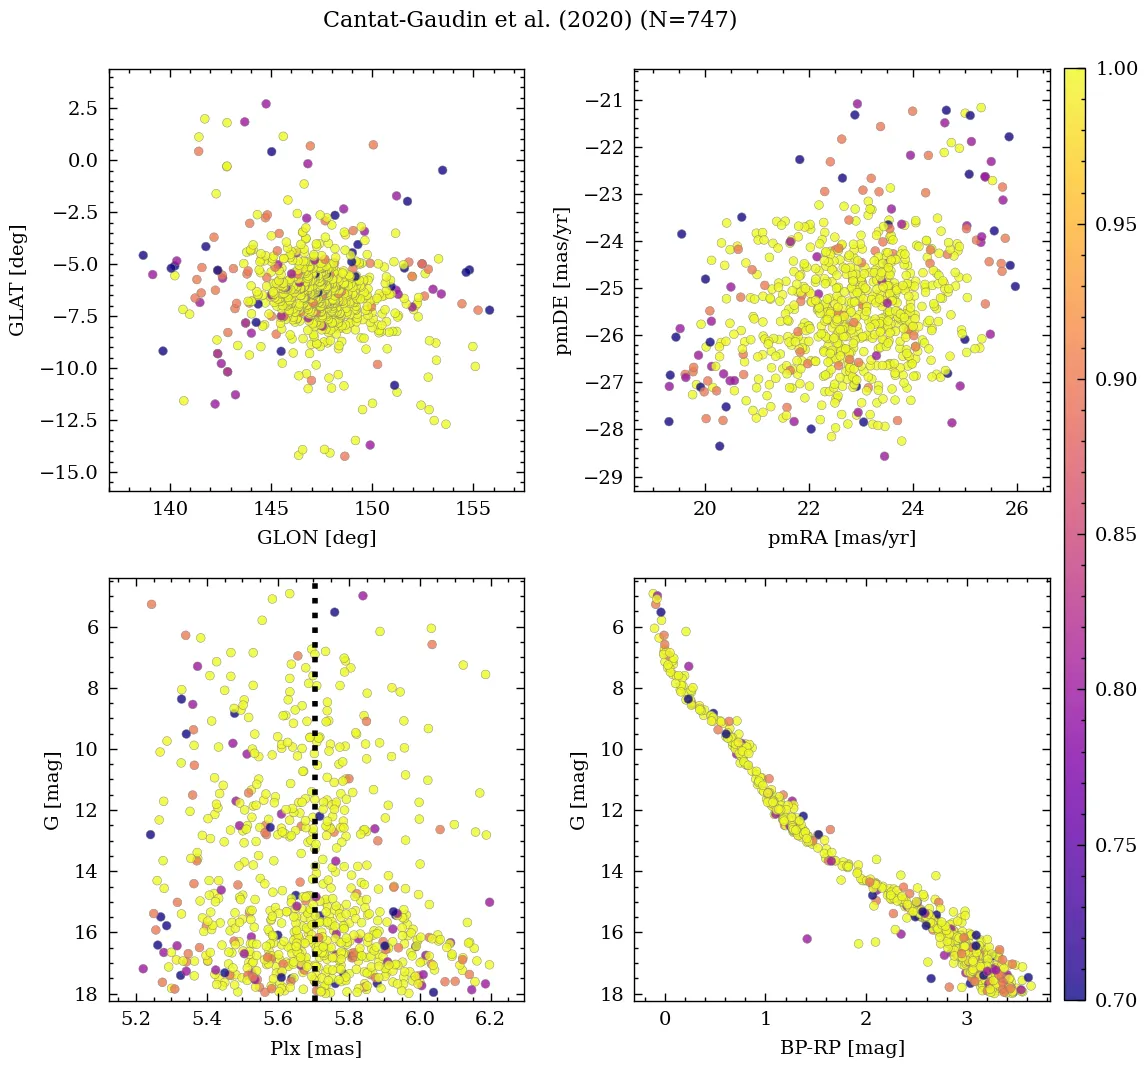 Cantat-Gaudin et al. (2020) (N=747)
2.5
0.0
−2.5
−5.0
−7.5
−10.0
−12.5
−15.0
GLAT [deg]
140 145 150 155
GLON [deg]
−21
−22
−23
−24
−25
−26
−27
−28
−29
pmDE [mas/yr]
20 22 24 26
pmRA [mas/yr]
6
8
10
12
14
16
18
G [mag]
5.2 5.4 5.6 5.8 6.0 6.2
Plx [mas]
6
8
10
12
14
16
18
G [mag]
0 1 2 3
BP-RP [mag]
1.00
0.95
0.90
0.85
0.80
0.75
0.70